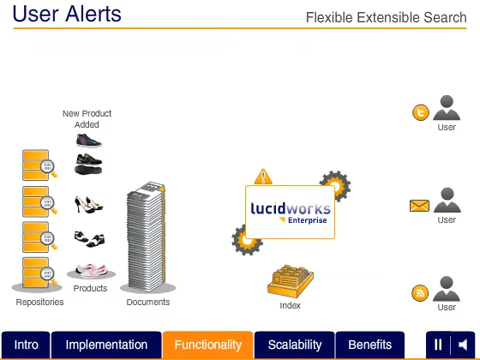 User Alerts
Flexible Extensible Search
New Product
Added
User
User
lucidworks
Enterprise
Products
Repositories
Documents
Index
User
Intro
Implementation
Functionality
Scalability
Benefits